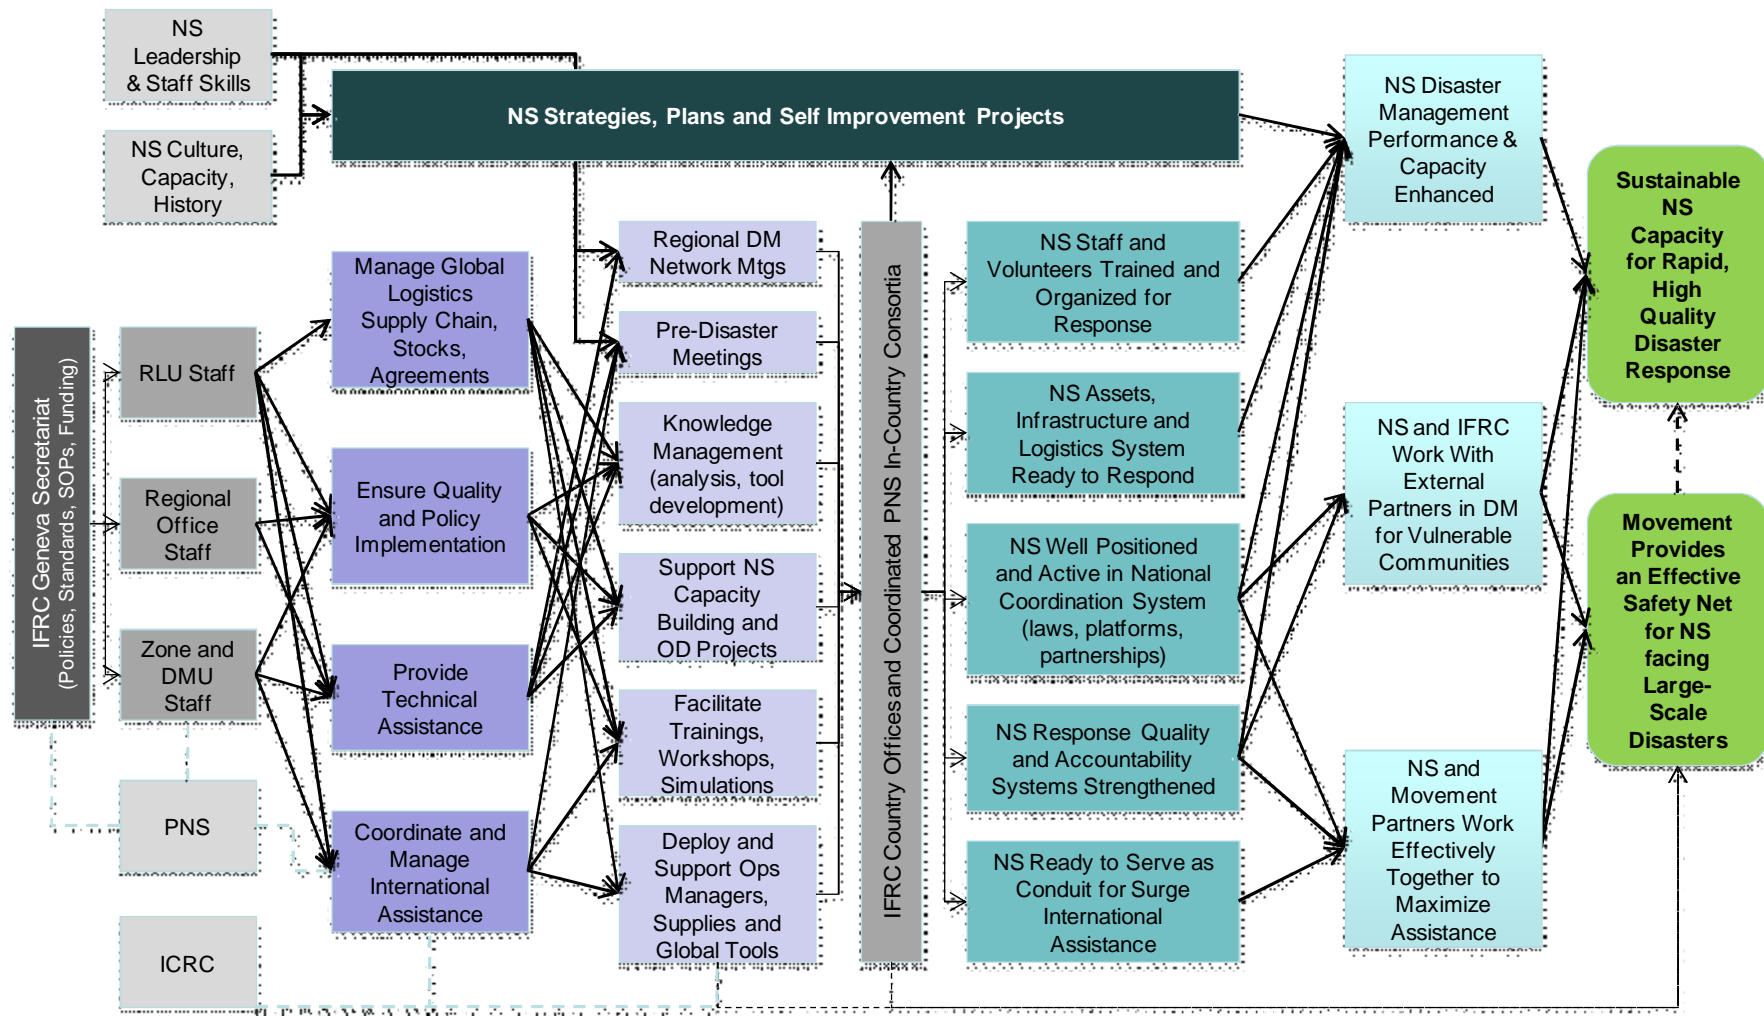 NS
Leadership
& Staff Skills
NS Culture,
Capacity,
History
NS Strategies, Plans and Self Improvement Projects
IFRC Geneva Secretariat
(Policies, Standards, SOPs, Funding)
RLU Staff
Regional
Office
Staff
Zone and
DMU
Staff
PNS
ICRC
Manage Global
Logistics
Supply Chain,
Stocks,
Agreements
Ensure Quality
and Policy
Implementation
Provide
Technical
Assistance
Coordinate and
Manage
International
Assistance
Regional DM
Network Mtgs
Pre-Disaster
Meetings
Knowledge
Management
(analysis, tool
development)
Support NS
Capacity
Building and
OD Projects
Facilitate
Trainings,
Workshops,
Simulations
Deploy and
Support Ops
Managers,
Supplies and
Global Tools
IFRC Country Offices and Coordinated PNS In-Country Consortia
NS Staff and
Volunteers Trained and
Organized for
Response
NS Assets,
Infrastructure and
Logistics System
Ready to Respond
NS Well Positioned
and Active in National
Coordination System
(laws, platforms,
partnerships)
NS Response Quality
and Accountability
Systems Strengthened
NS Ready to Serve as
Conduit for Surge
International
Assistance
NS Disaster
Management
Performance &
Capacity
Enhanced
NS and IFRC
Work With
External
Partners in DM
for Vulnerable
Communities
NS and
Movement
Partners Work
Effectively
Together to
Maximize
Assistance
Sustainable
NS
Capacity
for Rapid,
High
Quality
Disaster
Response
Movement
Provides
an Effective
Safety Net
for NS
facing
Large-
Scale
Disasters